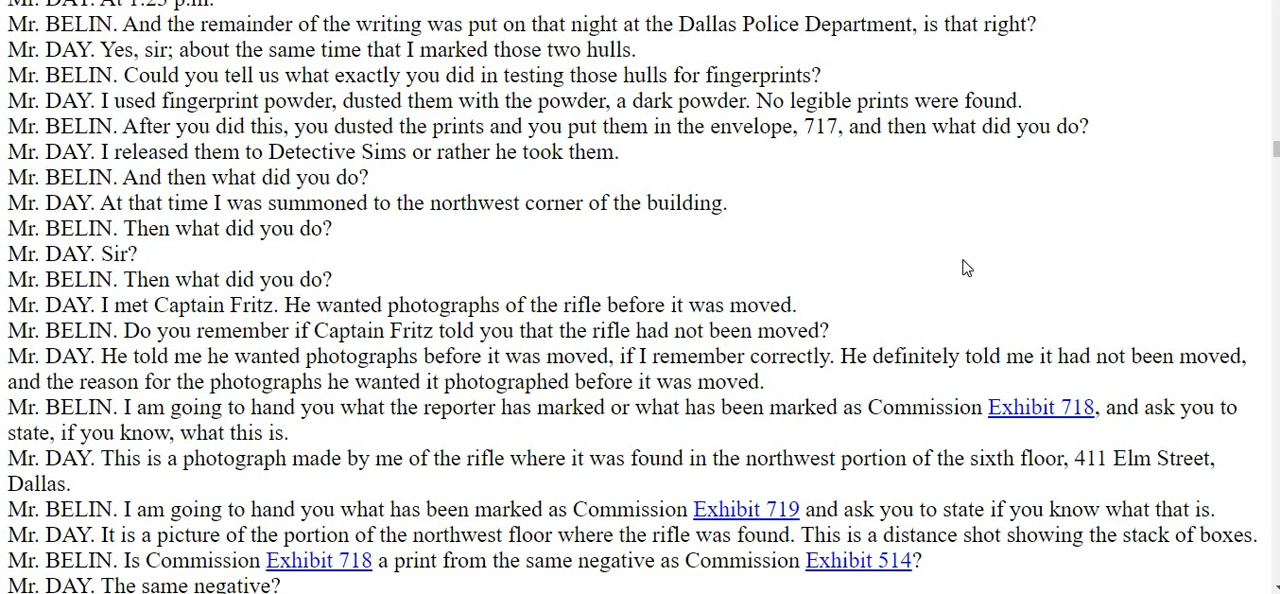 Mr. DAY. At 1:23 p.m.
Mr. BELIN. And the remainder of the writing was put on that night at the Dallas Police Department, is that right?
Mr. DAY. Yes, sir; about the same time that I marked those two hulls.
Mr. BELIN. Could you tell us what exactly you did in testing those hulls for fingerprints?
Mr. DAY. I used fingerprint powder, dusted them with the powder, a dark powder. No legible prints were found.
Mr. BELIN. After you did this, you dusted the prints and you put them in the envelope, 717, and then what did you do?
Mr. DAY. I released them to Detective Sims or rather he took them.
Mr. BELIN. And then what did you do?
Mr. DAY. At that time I was summoned to the northwest corner of the building.
Mr. BELIN. Then what did you do?
Mr. DAY. Sir?
Mr. BELIN. Then what did you do?
Mr. DAY. I met Captain Fritz. He wanted photographs of the rifle before it was moved.
Mr. BELIN. Do you remember if Captain Fritz told you that the rifle had not been moved?
Mr. DAY. He told me he wanted photographs before it was moved, if I remember correctly. He definitely told me it had not been moved,
and the reason for the photographs he wanted it photographed before it was moved.
Mr. BELIN. I am going to hand you what the reporter has marked or what has been marked as Commission Exhibit 718, and ask you to
state, if you know, what this is.
Mr. DAY. This is a photograph made by me of the rifle where it was found in the northwest portion of the sixth floor, 411 Elm Street,
Dallas.
Mr. BELIN. I am going to hand you what has been marked as Commission Exhibit 719 and ask you to state if you know what that is.
Mr. DAY. It is a picture of the portion of the northwest floor where the rifle was found. This is a distance shot showing the stack of boxes.
Mr. BELIN. Is Commission Exhibit 718 a print from the same negative as Commission Exhibit 514?
Mr. DAY. The same negative?